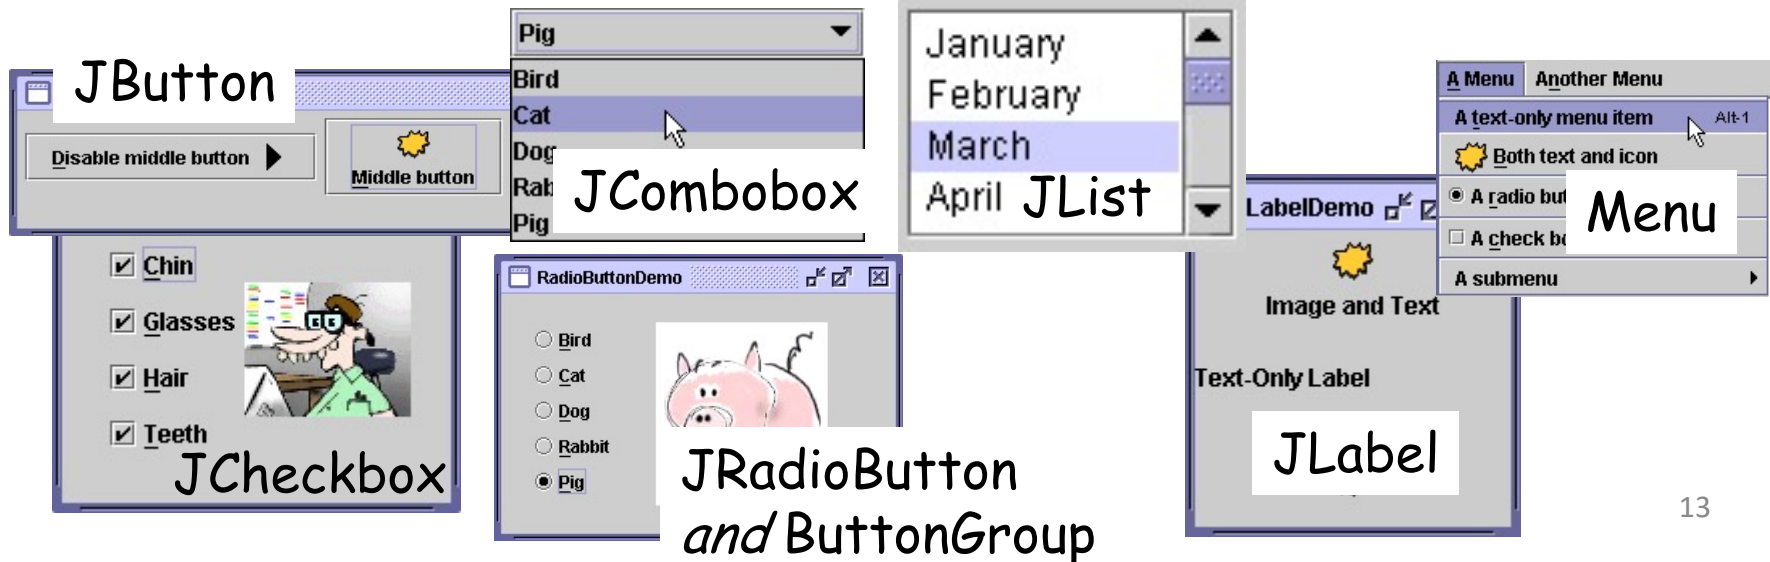 JButton
Disable middle button
Middle button
Chin
Glasses
Hair
Teeth
JCheckbox
Pig
Bird
Cat
Dog
Rab
Pig
JCombobox
RadioButtonDemo
Bird
Cat
Dog
Rabbit
Pig
JRadioButton
and ButtonGroup
January
February
March
April
JList
LabelDemo
Image and Text
Text-Only Label
JLabel
A Menu Another Menu
A text-only menu item Alt-1
Both text and icon
A radio but
A check bo
A submenu
Menu
13